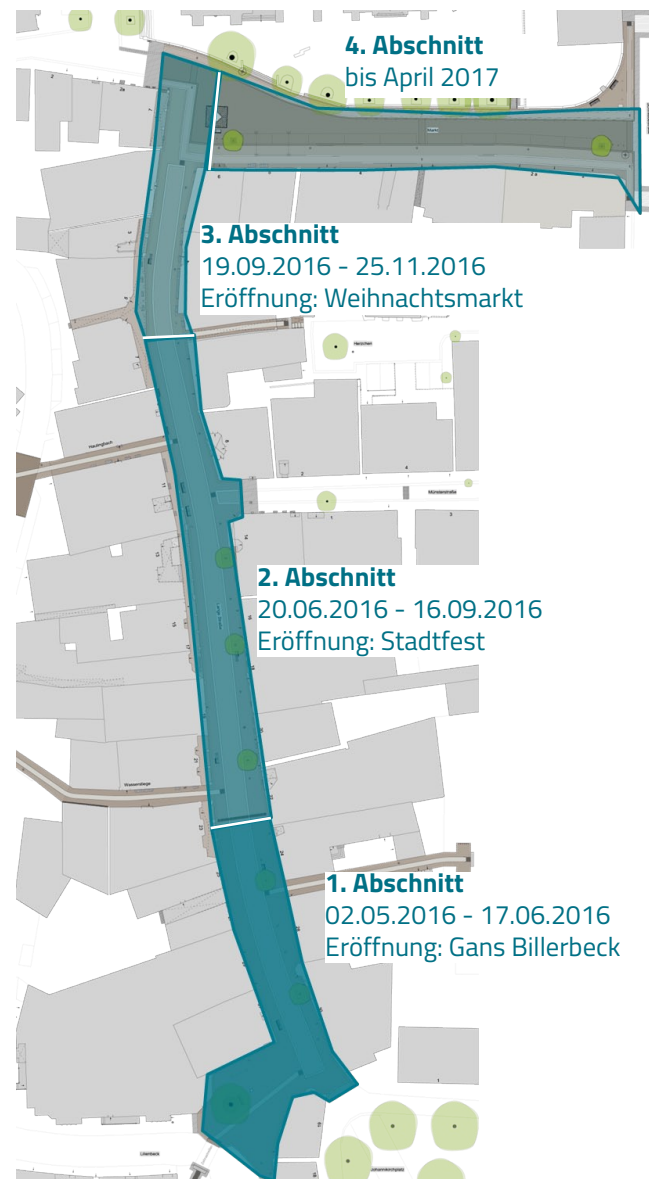 4. Abschnitt
bis April 2017
3. Abschnitt
19.09.2016 - 25.11.2016
Eröffnung: Weihnachtsmarkt
Münsterstraße
2. Abschnitt
20.06.2016 - 16.09.2016
Eröffnung: Stadtfest
1. Abschnitt
02.05.2016 - 17.06.2016
Eröffnung: Gans Billerbeck